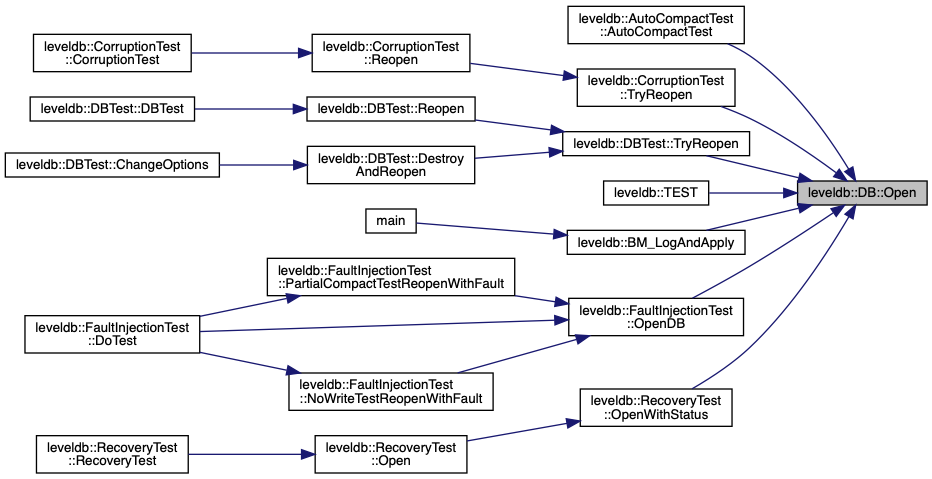 leveldb::AutoCompactTest
::AutoCompactTest
leveldb::CorruptionTest
::CorruptionTest
leveldb::CorruptionTest
::Reopen
leveldb::CorruptionTest
::TryReopen
leveldb::DBTest::DBTest
leveldb::DBTest::Reopen
leveldb::DBTest::TryReopen
leveldb::DBTest::ChangeOptions
leveldb::DBTest::Destroy
AndReopen
leveldb::TEST
leveldb::DB::Open
main
leveldb::BM_LogAndApply
leveldb::FaultInjectionTest
::PartialCompactTestReopenWithFault
leveldb::FaultInjectionTest
::OpenDB
leveldb::FaultInjectionTest
::DoTest
leveldb::FaultInjectionTest
::NoWriteTestReopenWithFault
leveldb::RecoveryTest
::OpenWithStatus
leveldb::RecoveryTest
::RecoveryTest
leveldb::RecoveryTest
::Open